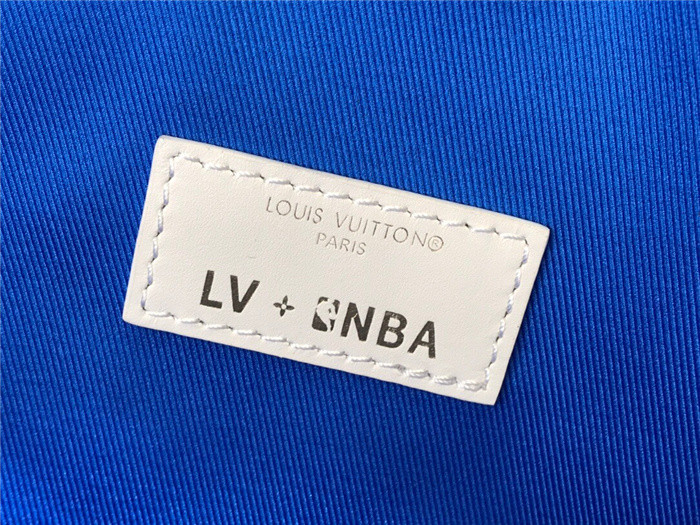 LOUIS VUITTON®
PARIS
LV + NBA